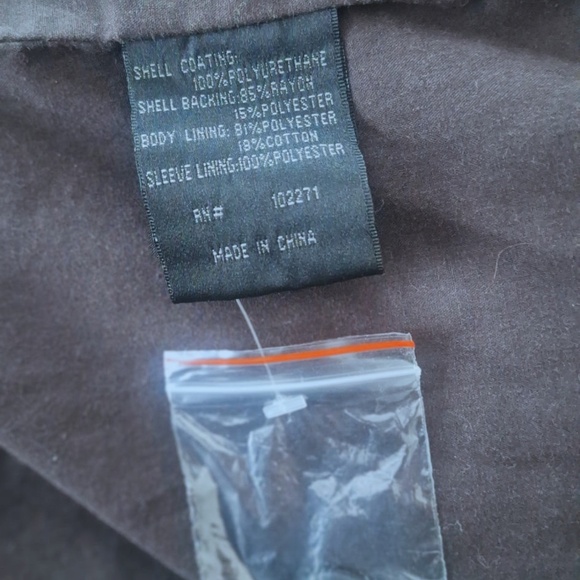 SHELL COATING:
100%POLYURETHANE
SHELL BACKING:85%RAYON
15%POLYESTER
BODY LINING: 81%POLYESTER
19%COTTON
SLEEVE LINING:100%POLYESTER
RN# 102271
MADE IN CHINA